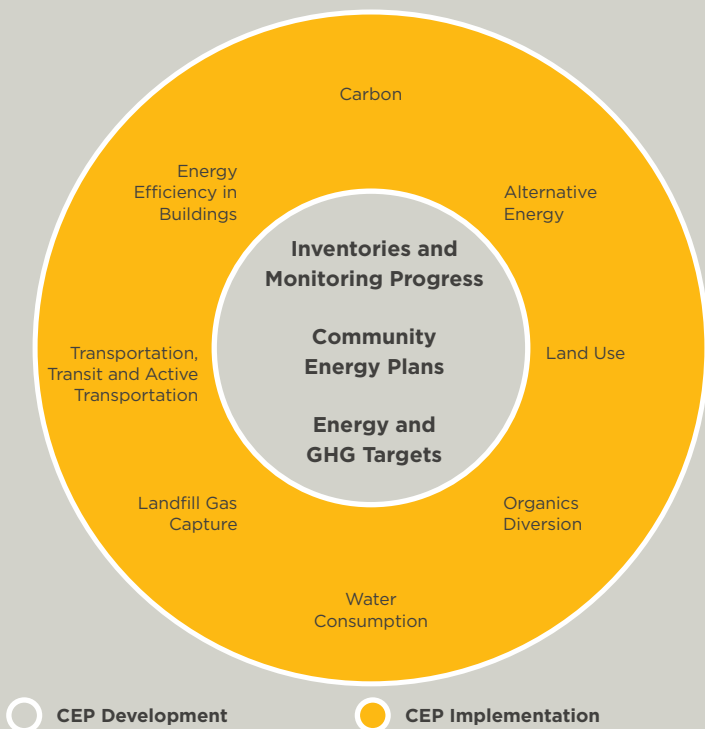 Carbon
Energy
Efficiency in
Buildings
Alternative
Energy
Inventories and
Monitoring Progress
Community
Energy Plans
Energy and
GHG Targets
Transportation,
Transit and Active
Transportation
Land Use
Landfill Gas
Capture
Organics
Diversion
Water
Consumption
CEP Development
CEP Implementation